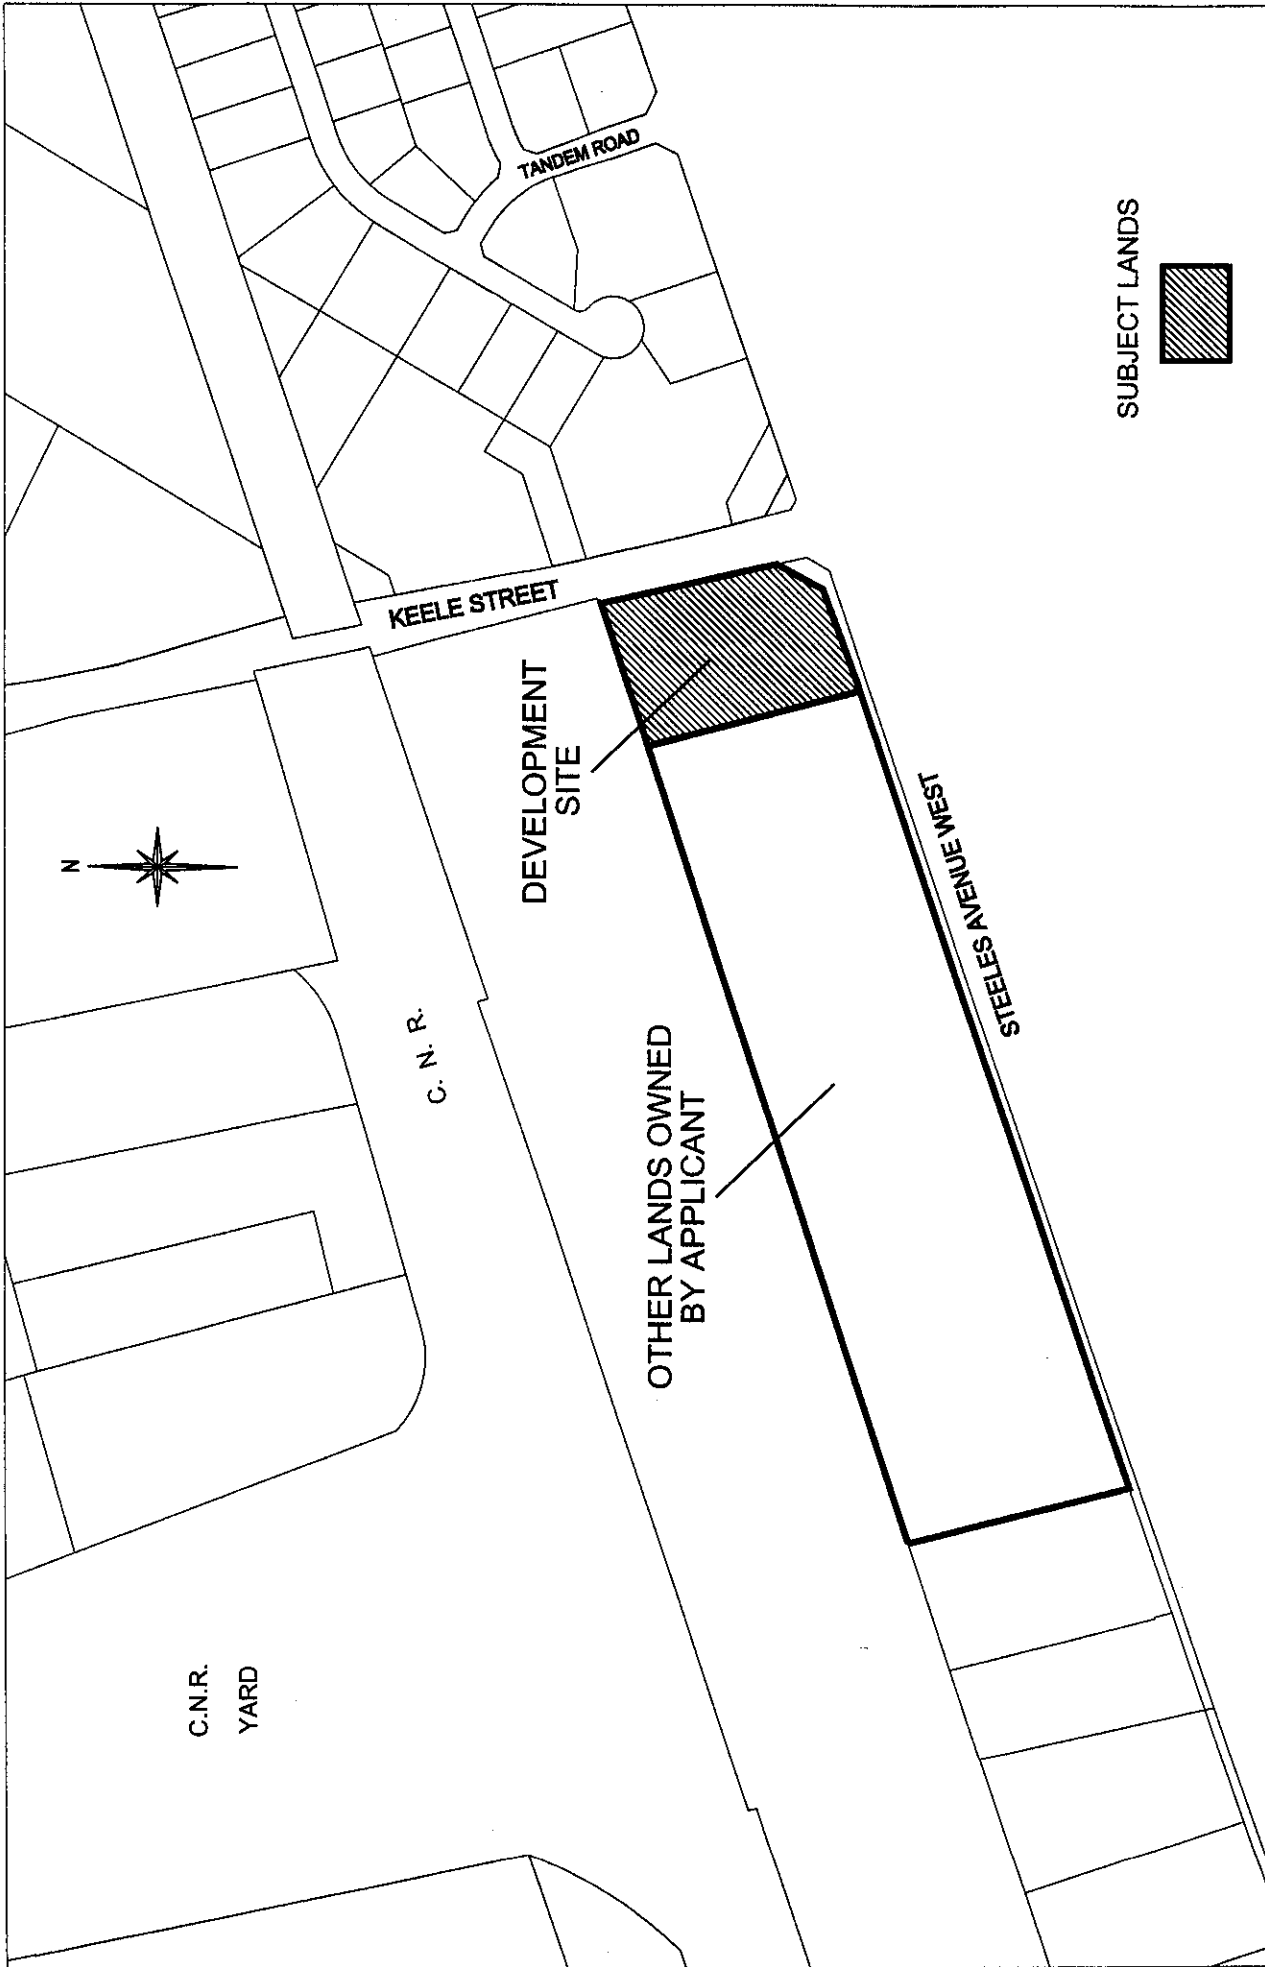 N
C.N.R.
YARD
C. N. R.
KEELE STREET
TANDEM ROAD
DEVELOPMENT
SITE
OTHER LANDS OWNED
BY APPLICANT
STEELES AVENUE WEST
SUBJECT LANDS